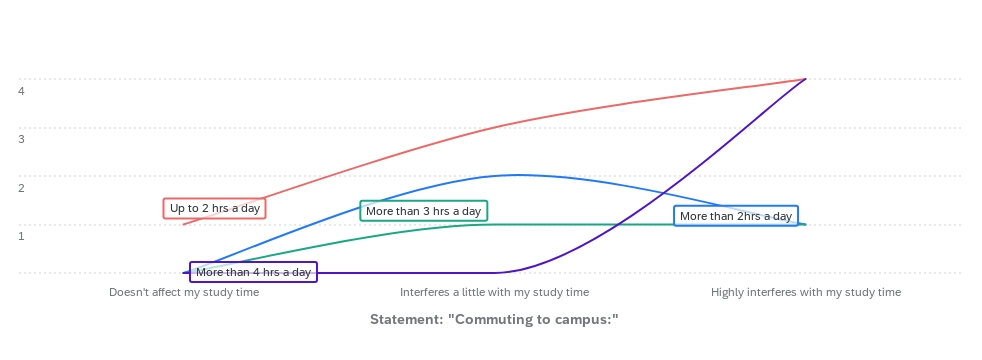 4
3
2
Up to 2 hrs a day
More than 3 hrs a day
More than 2hrs a day
1
More than 4 hrs a day
Doesn't affect my study time
Interferes a little with my study time
Highly interferes with my study time
Statement: "Commuting to campus:"